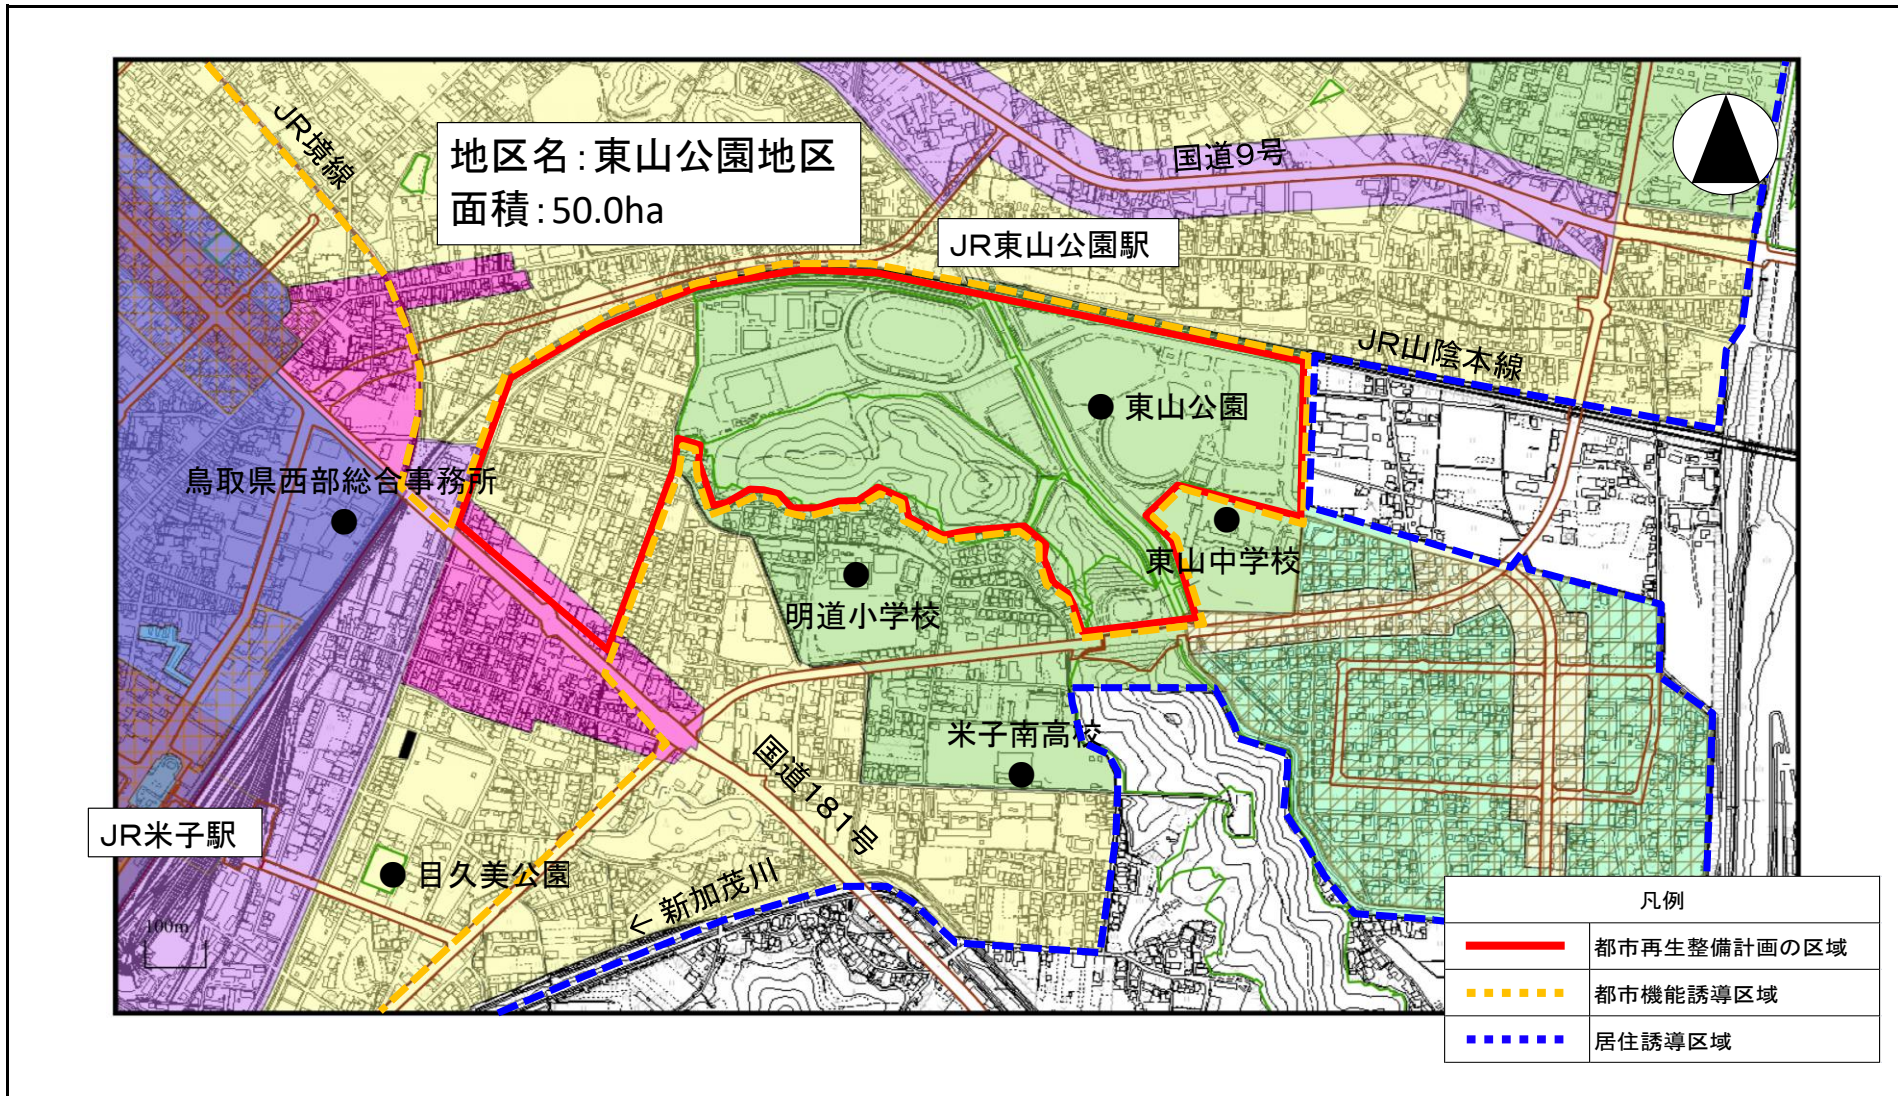 JR境線
地区名：東山公園地区
面積：50.0ha
国道9号
JR東山公園駅
JR山陰本線
東山公園
鳥取県西部総合事務所
東山中学校
明道小学校
米子南高校
国道181号
JR米子駅
目久美公園
←新加茂川
100m
凡例
都市再生整備計画の区域
都市機能誘導区域
居住誘導区域